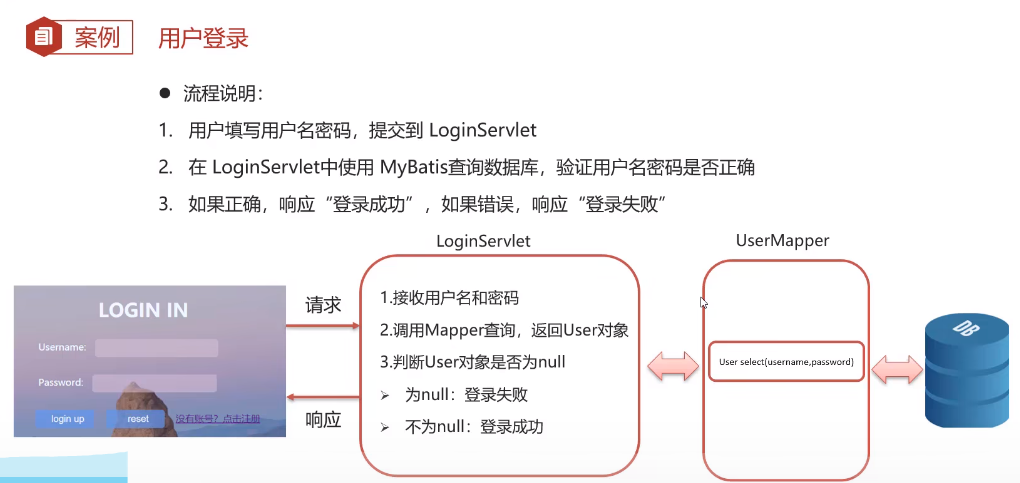 案例
用户登录
● 流程说明：
1. 用户填写用户名密码，提交到 LoginServlet
2. 在 LoginServlet中使用 MyBatis查询数据库，验证用户名密码是否正确
3. 如果正确，响应“登录成功”，如果错误，响应“登录失败”
LoginServlet
UserMapper
LOGIN IN
Username:
Password:
login up
reset
没有账号？点击注册
请求
响应
1.接收用户名和密码
2.调用Mapper查询，返回User对象
3.判断User对象是否为null
➢ 为null：登录失败
➢ 不为null：登录成功
User select(username,password)
DB